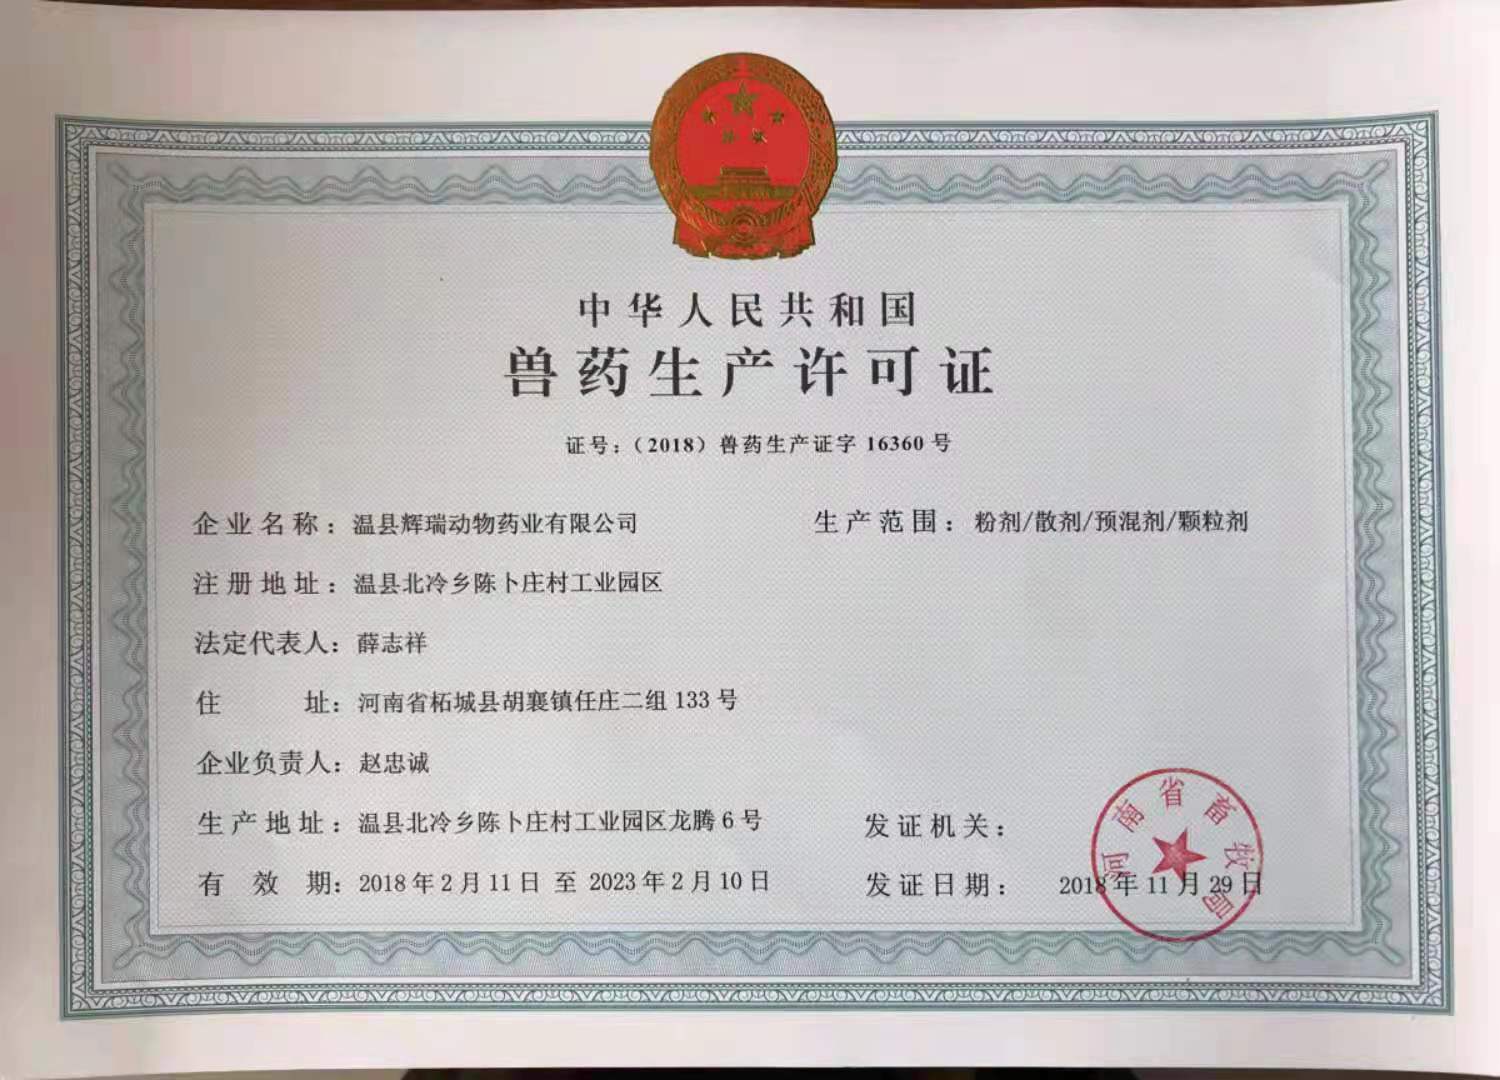 中华人民共和国
兽药生产许可证
证号：（2018）兽药生产证字 16360 号
企业名称：温县辉瑞动物药业有限公司
生产范围：粉剂/散剂/预混剂/颗粒剂
注册地址：温县北冷乡陈卜庄村工业园区
法定代表人：薛志祥
住 址：河南省柘城县胡襄镇任庄二组 133 号
企业负责人：赵忠诚
生产地址：温县北冷乡陈卜庄村工业园区龙腾 6 号
发证机关：
有 效 期：2018 年 2 月 11 日 至 2023 年 2 月 10 日
发证日期： 2018 年 11 月 29 日
河南省畜牧局